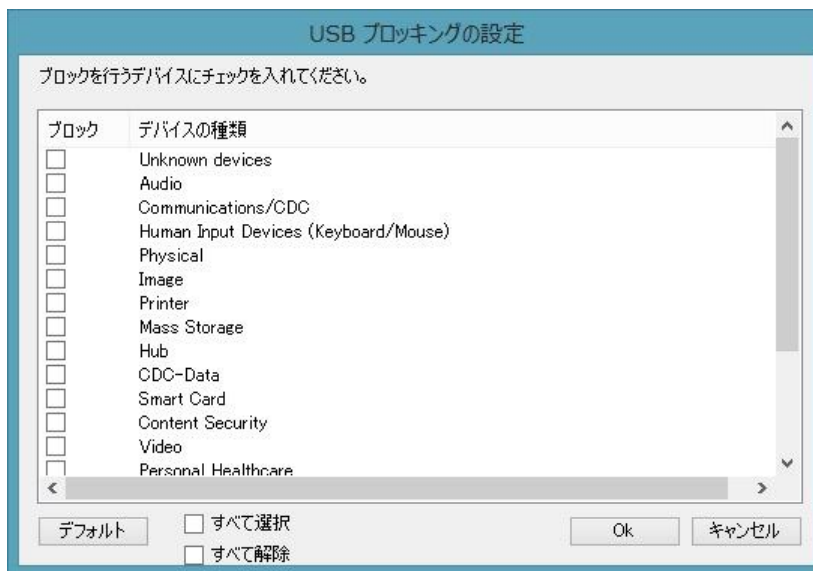 USB ブロッキングの設定
ブロックを行うデバイスにチェックを入れてください。
ブロック デバイスの種類
Unknown devices
Audio
Communications/CDC
Human Input Devices (Keyboard/Mouse)
Physical
Image
Printer
Mass Storage
Hub
CDC-Data
Smart Card
Content Security
Video
Personal Healthcare
デフォルト
すべて選択
すべて解除
Ok
キャンセル